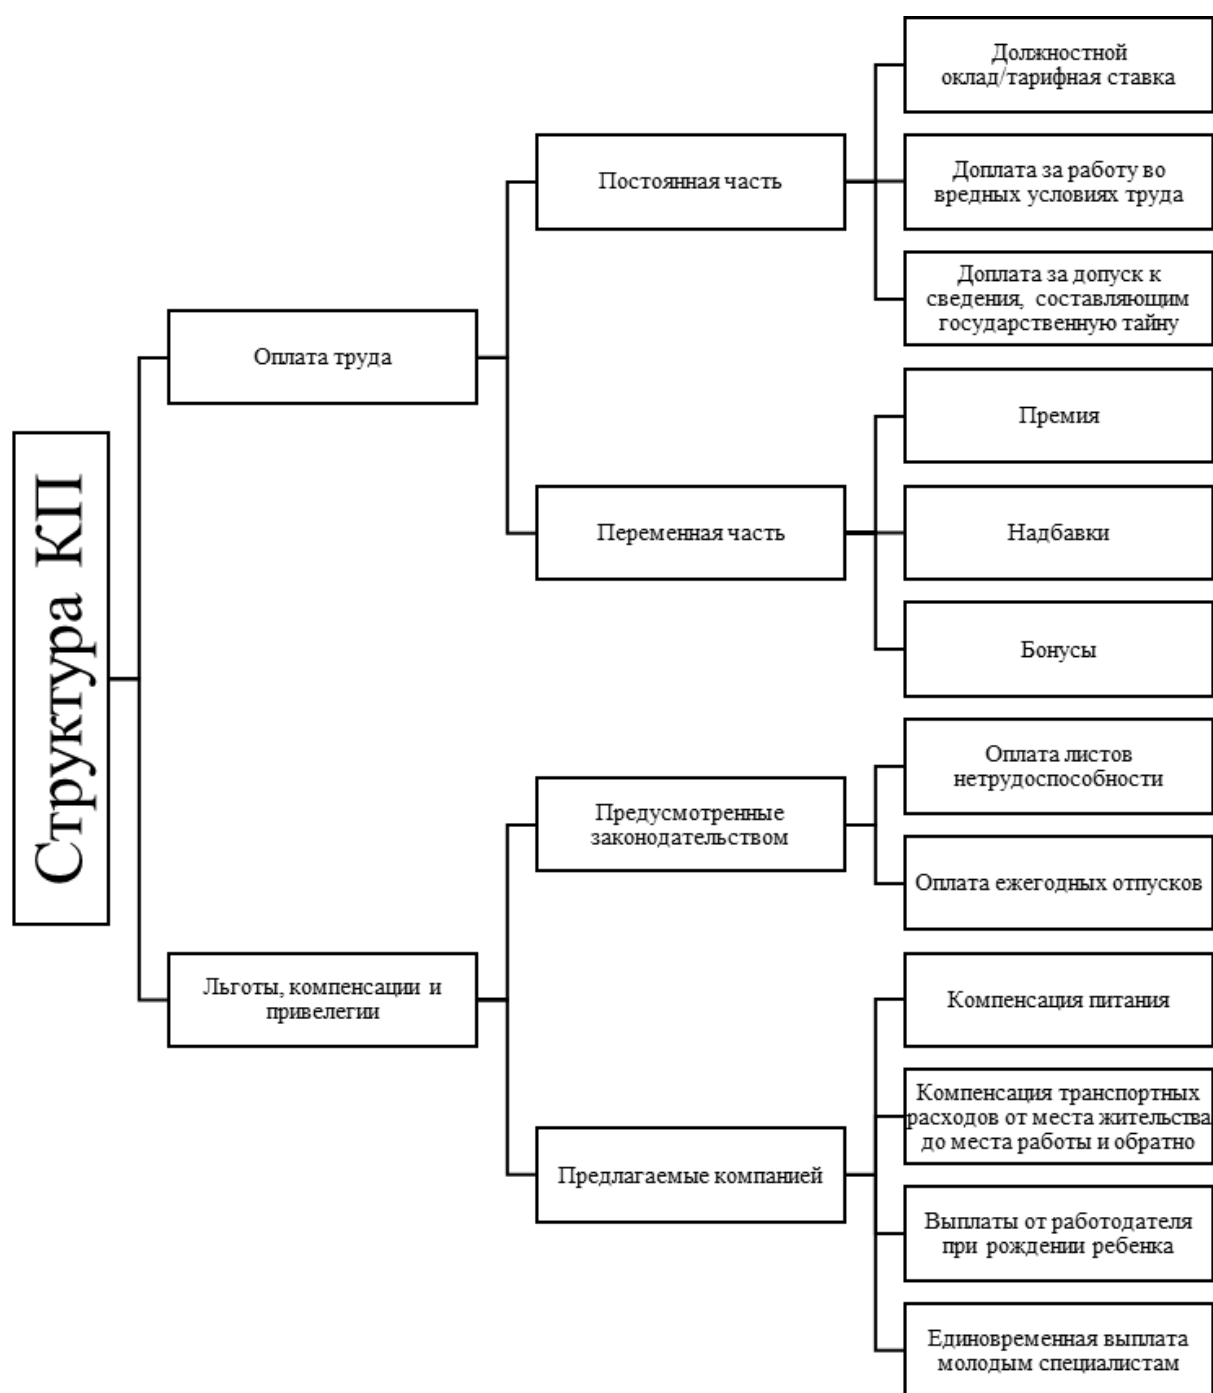 Структура КП
Оплата труда
Постоянная часть
Должностной
оклад/тарифная ставка
Доплата за работу во
вредных условиях труда
Доплата за допуск к
сведения, составляющим
государственную тайну
Переменная часть
Премия
Надбавки
Бонусы
Льготы, компенсации и
привелегии
Предусмотренные
законодательством
Оплата листов
нетрудоспособности
Оплата ежегодных отпусков
Предлагаемые компанией
Компенсация питания
Компенсация транспортных
расходов от места жительства
до места работы и обратно
Выплаты от работодателя
при рождении ребенка
Единовременная выплата
молодым специалистам